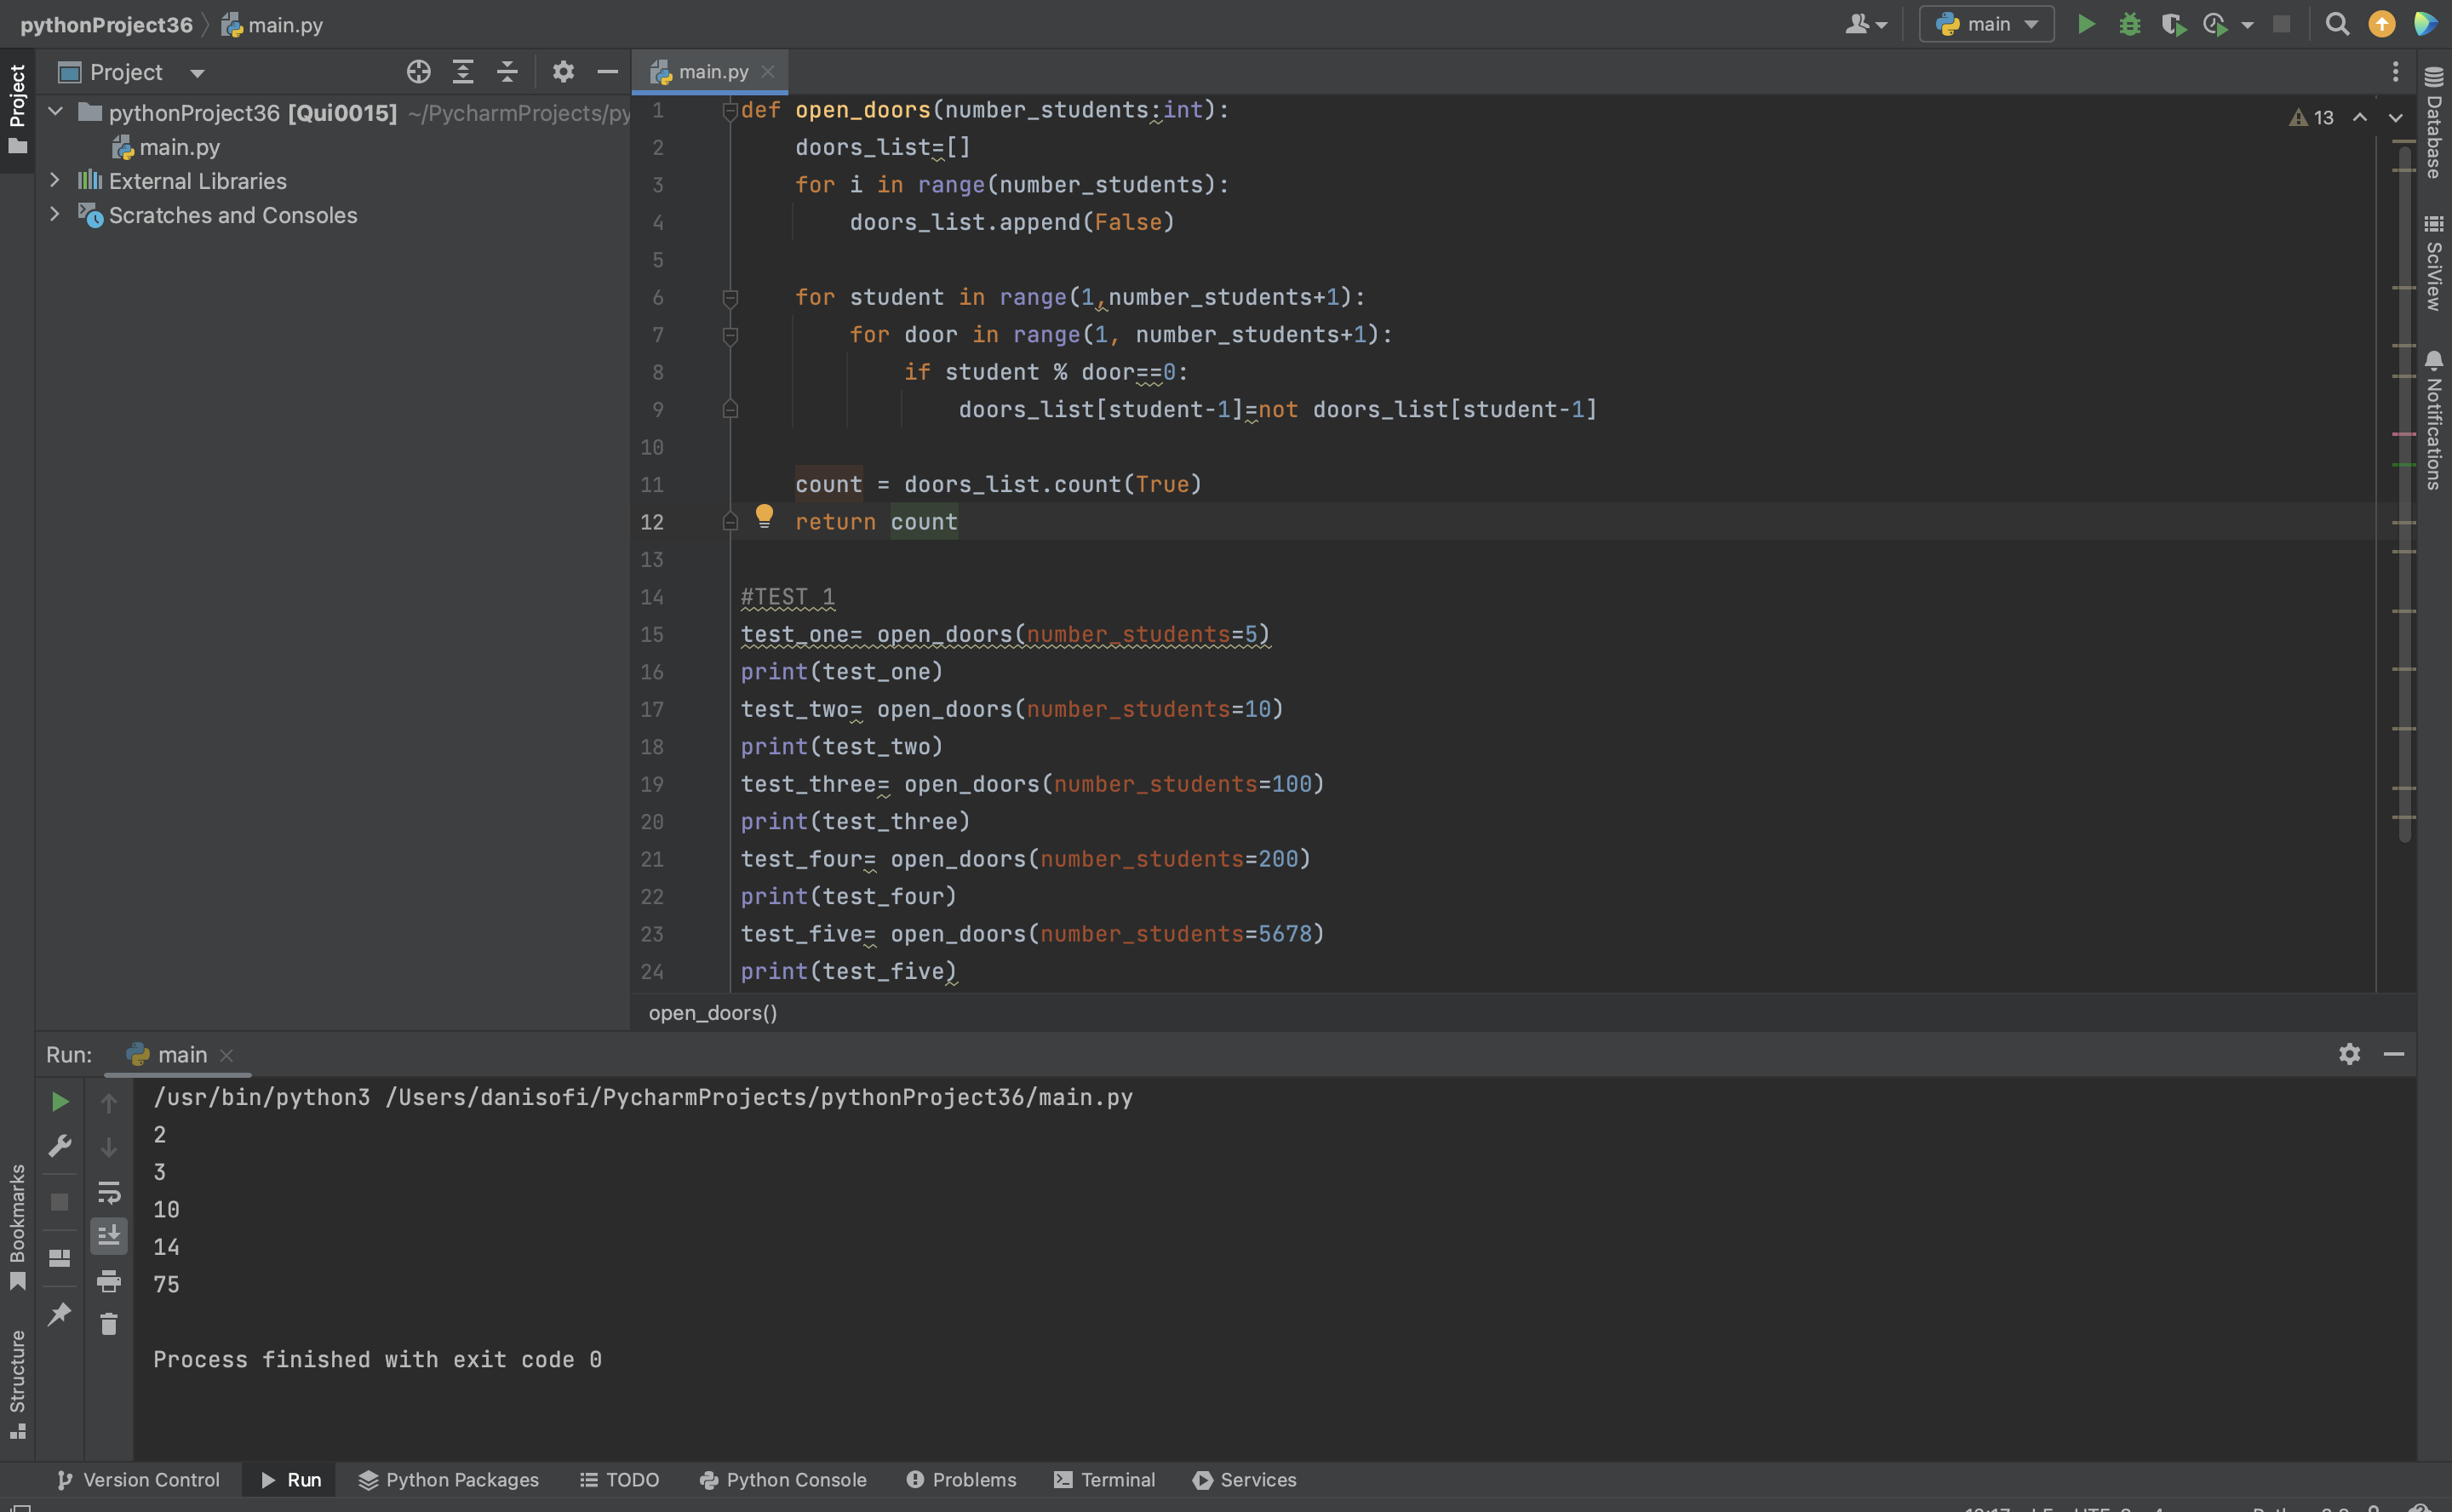 pythonProject36 main.py
main
Project
Project
main.py
pythonProject36 [Qui0015] ~/PycharmProjects/py
main.py
External Libraries
Scratches and Consoles
1 def open_doors(number_students:int):
2 doors_list=[]
3 for i in range(number_students):
4 doors_list.append(False)
5
6 for student in range(1,number_students+1):
7 for door in range(1, number_students+1):
8 if student % door==0:
9 doors_list[student-1]=not doors_list[student-1]
10
11 count = doors_list.count(True)
12 return count
13
14 #TEST 1
15 test_one= open_doors(number_students=5)
16 print(test_one)
17 test_two= open_doors(number_students=10)
18 print(test_two)
19 test_three= open_doors(number_students=100)
20 print(test_three)
21 test_four= open_doors(number_students=200)
22 print(test_four)
23 test_five= open_doors(number_students=5678)
24 print(test_five)
13
Database
SciView
Notifications
open_doors()
Run: main
/usr/bin/python3 /Users/danisofi/PycharmProjects/pythonProject36/main.py
2
3
10
14
75
Process finished with exit code 0
Bookmarks
Structure
Version Control Run Python Packages TODO Python Console Problems Terminal Services